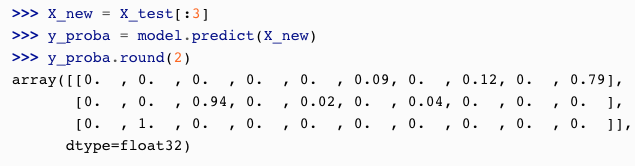 >>> X_new = X_test[:3]
>>> y_proba = model.predict(X_new)
>>> y_proba.round(2)
array([[0.  , 0.  , 0.  , 0.  , 0.  , 0.09, 0.  , 0.12, 0.  , 0.79],
       [0.  , 0.  , 0.94, 0.  , 0.02, 0.  , 0.04, 0.  , 0.  , 0.  ],
       [0.  , 1.  , 0.  , 0.  , 0.  , 0.  , 0.  , 0.  , 0.  , 0.  ]],
      dtype=float32)